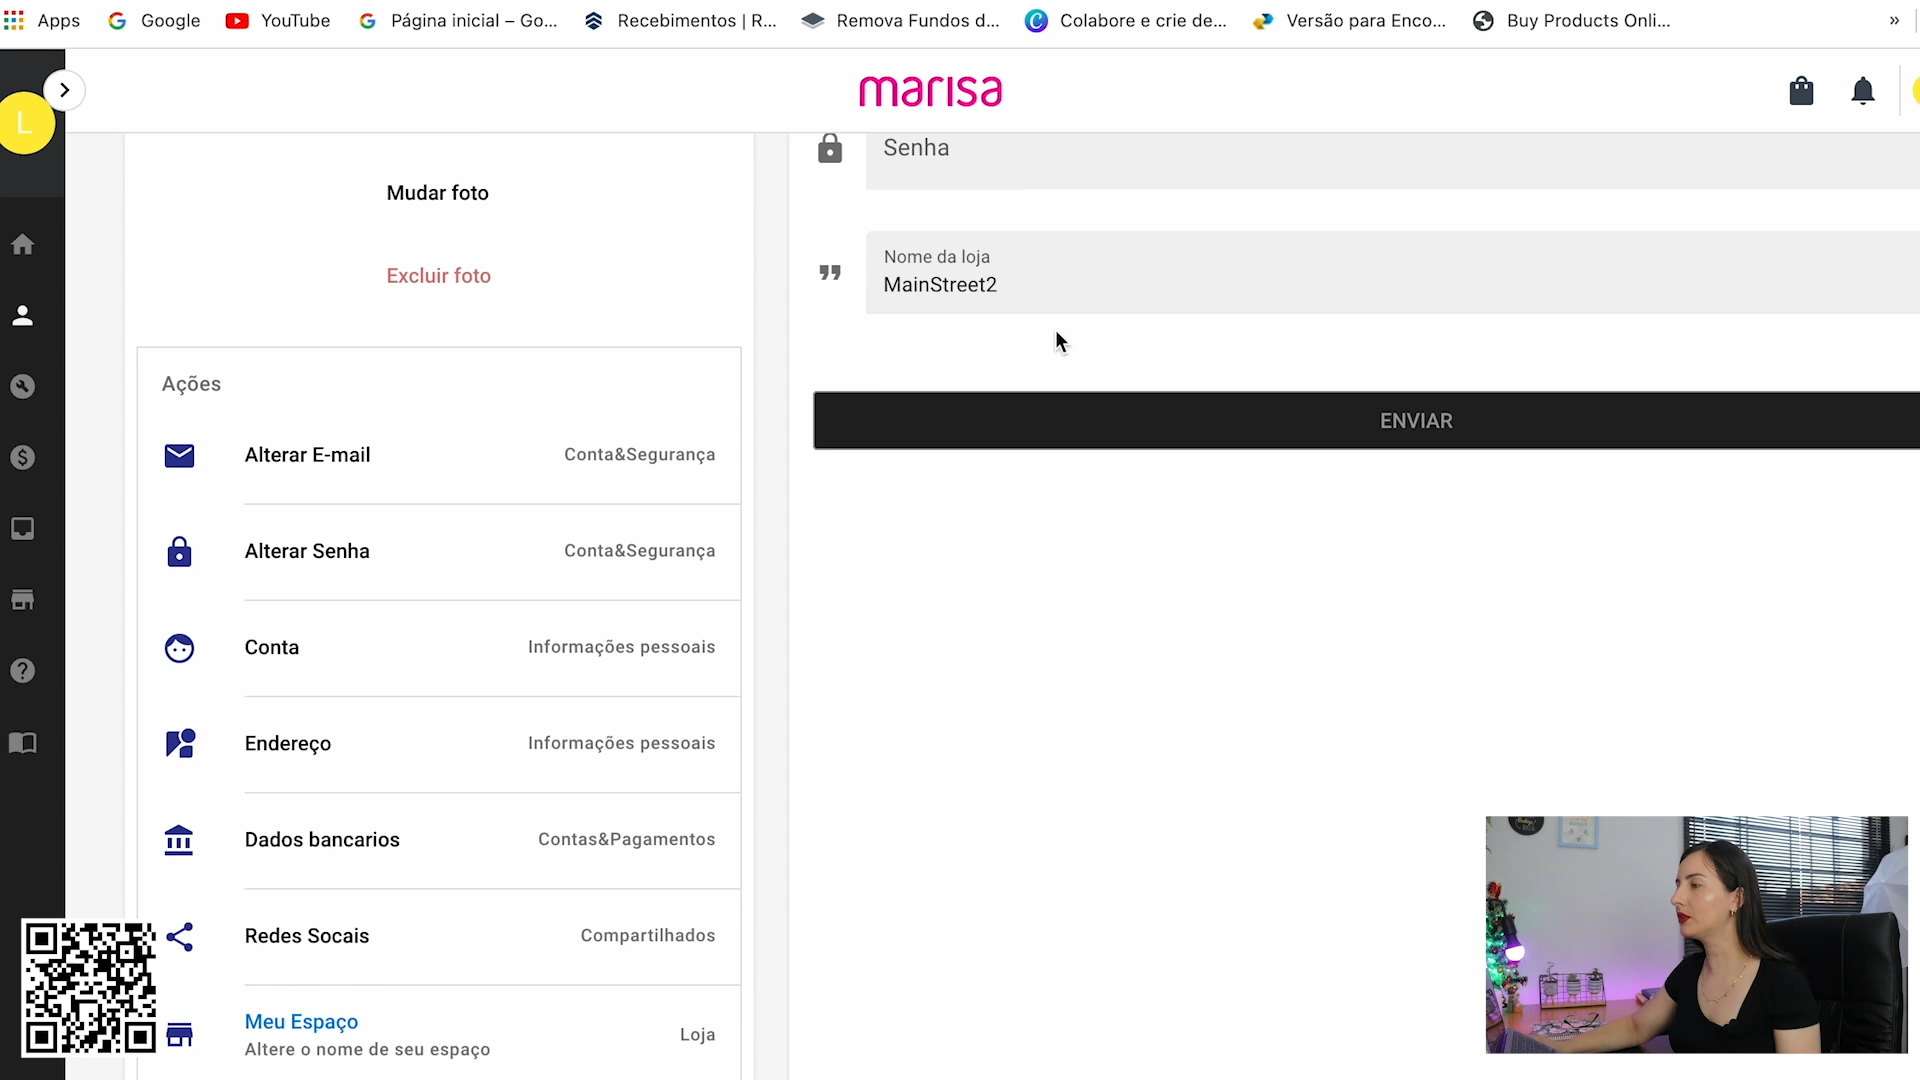 Apps
Google
YouTube
Página inicial – Go...
Recebimentos | R...
Remova Fundos d...
Colabore e crie de...
Versão para Enco...
Buy Products Onli...
»
L
marisa
Mudar foto
Excluir foto
Ações
Alterar E-mail Conta&Segurança
Alterar Senha Conta&Segurança
Conta Informações pessoais
Endereço Informações pessoais
Dados bancarios Contas&Pagamentos
Redes Socais Compartilhados
Meu Espaço
Altere o nome de seu espaço
Loja
Senha
Nome da loja
MainStreet2
ENVIAR